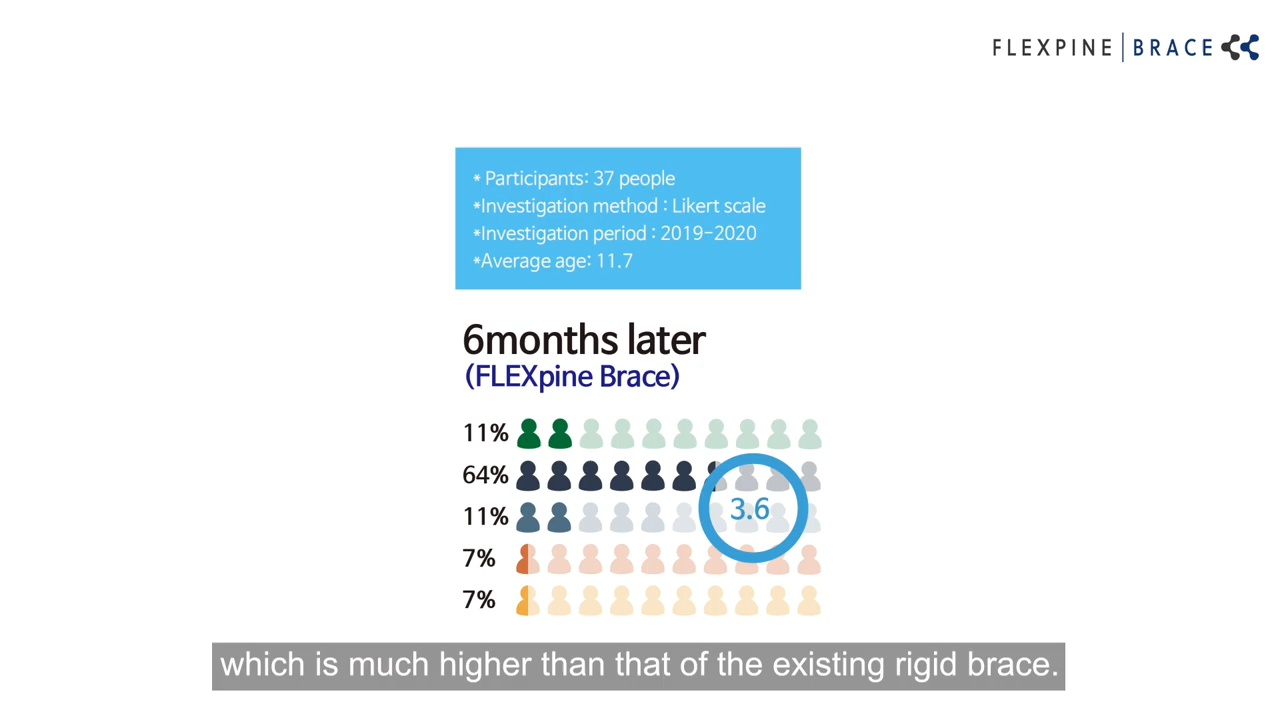 FLEXPINE | BRACE
* Participants: 37 people
*Investigation method : Likert scale
*Investigation period : 2019-2020
*Average age: 11.7
6months later
(FLEXpine Brace)
11%
64%
3.6
11%
7%
7%
which is much higher than that of the existing rigid brace.